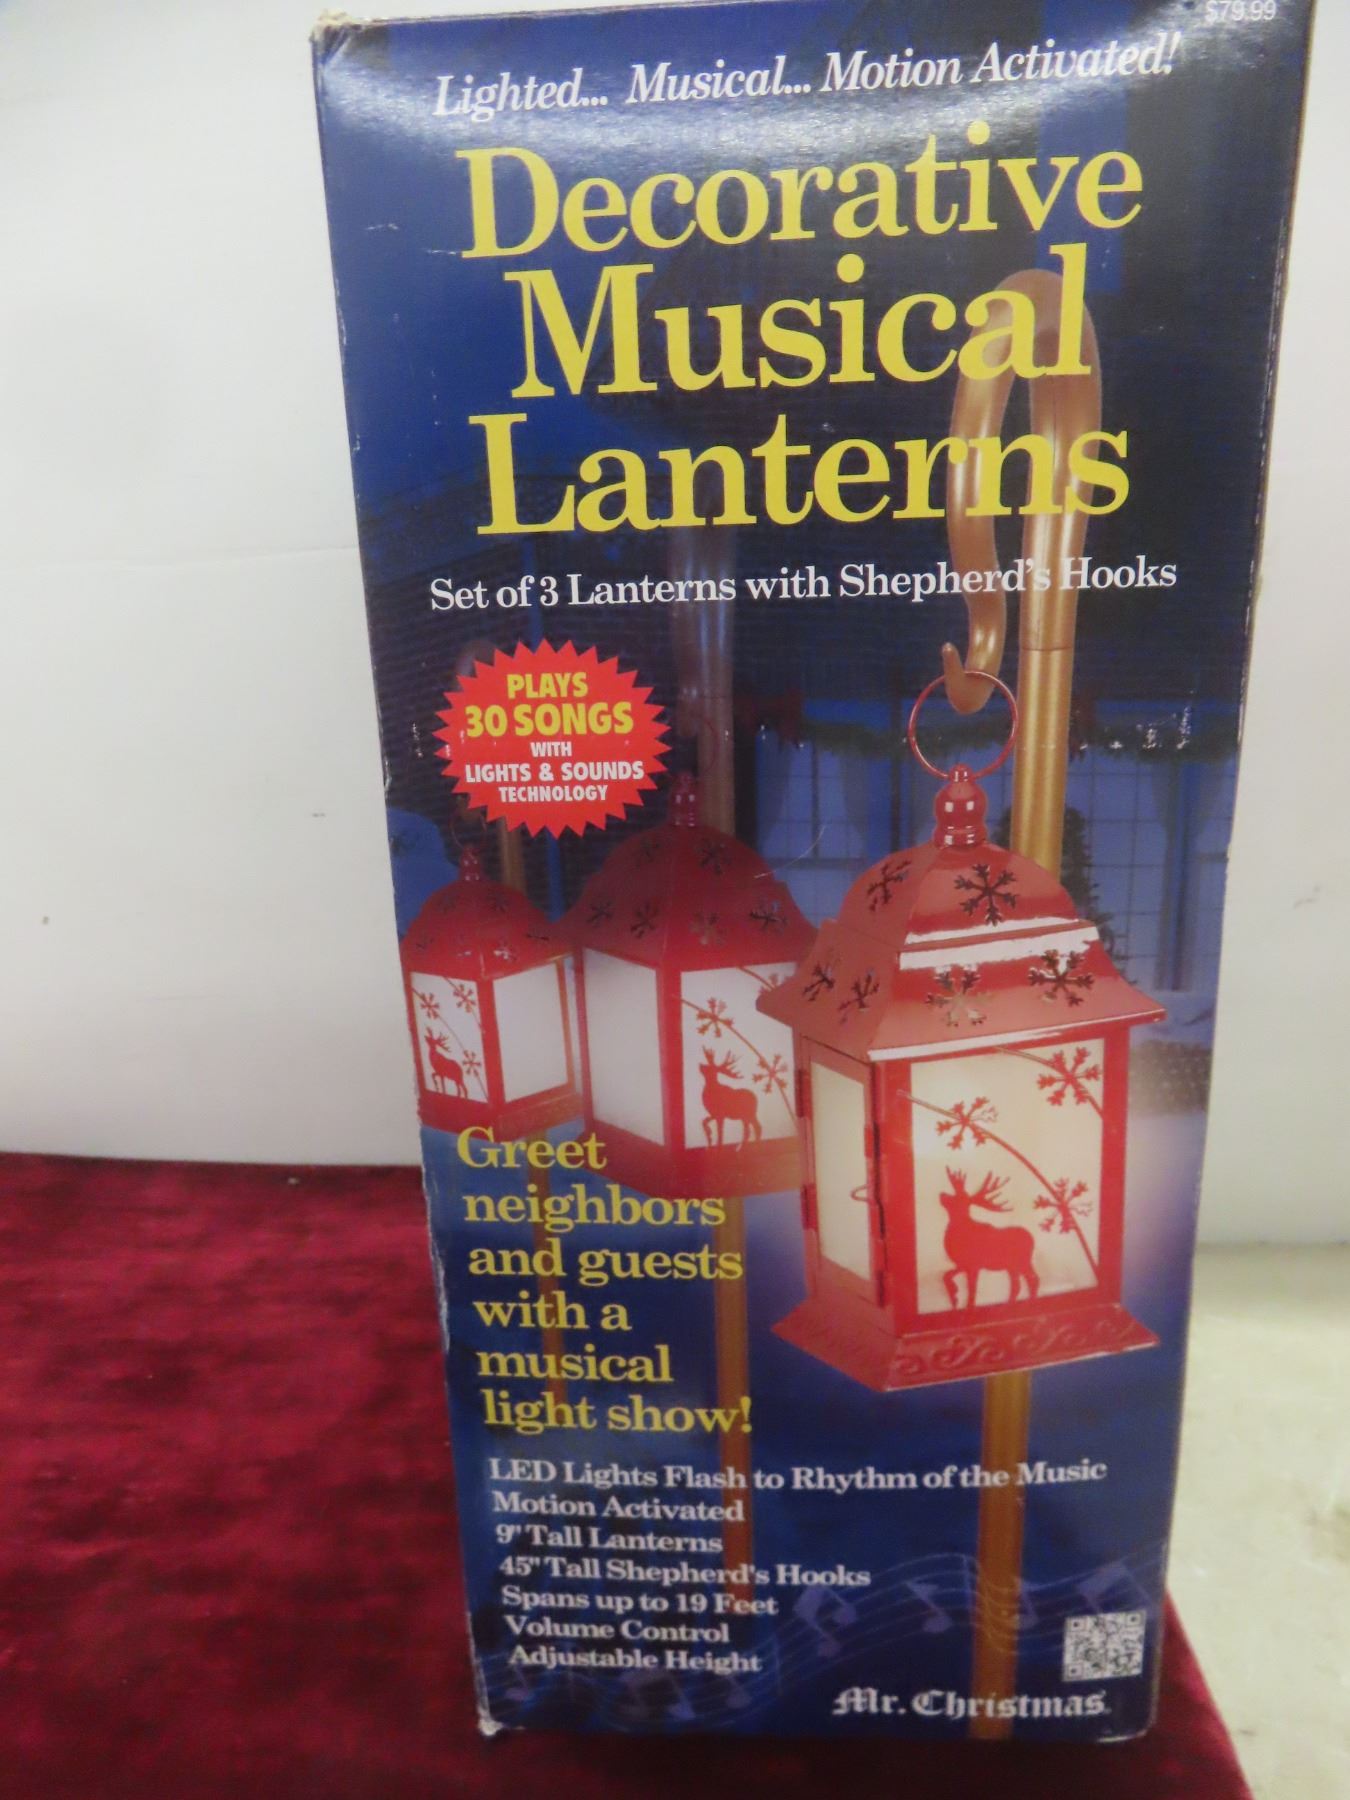 $79.99
Lighted... Musical... Motion Activated!
Decorative
Musical
Lanterns
Set of 3 Lanterns with Shepherd's Hooks
PLAYS
30 SONGS
WITH
LIGHTS & SOUNDS
TECHNOLOGY
Greet
neighbors
and guests
with a
musical
light show!
LED Lights Flash to Rhythm of the Music
Motion Activated
9" Tall Lanterns
45" Tall Shepherd's Hooks
Spans up to 19 Feet
Volume Control
Adjustable Height
Mr. Christmas